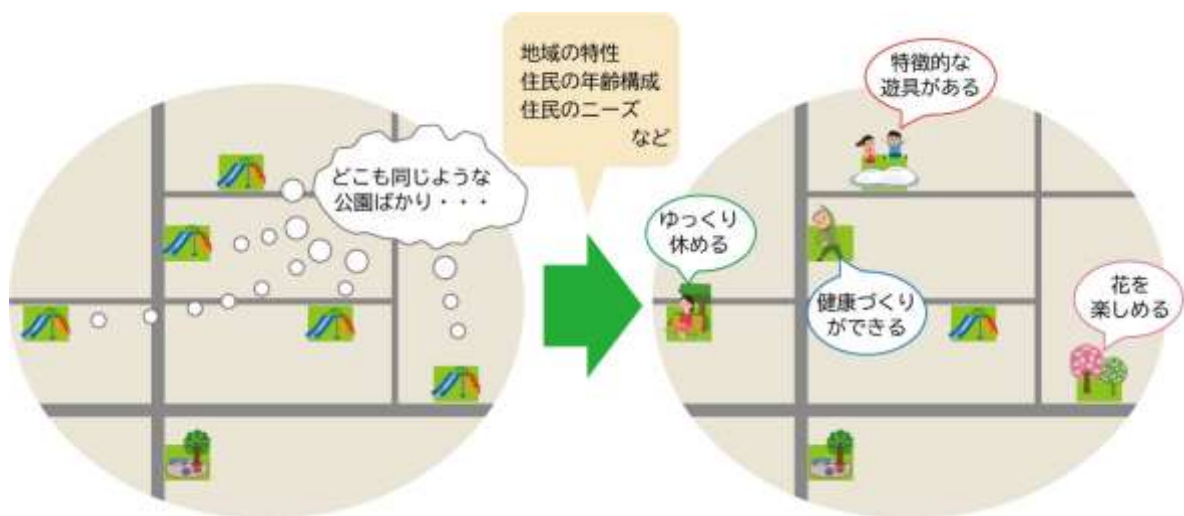 地域の特性
住民の年齢構成
住民のニーズ
など
どこも同じような
公園ばかり・・・
特徴的な
遊具がある
ゆっくり
休める
健康づくり
ができる
花を
楽しめる